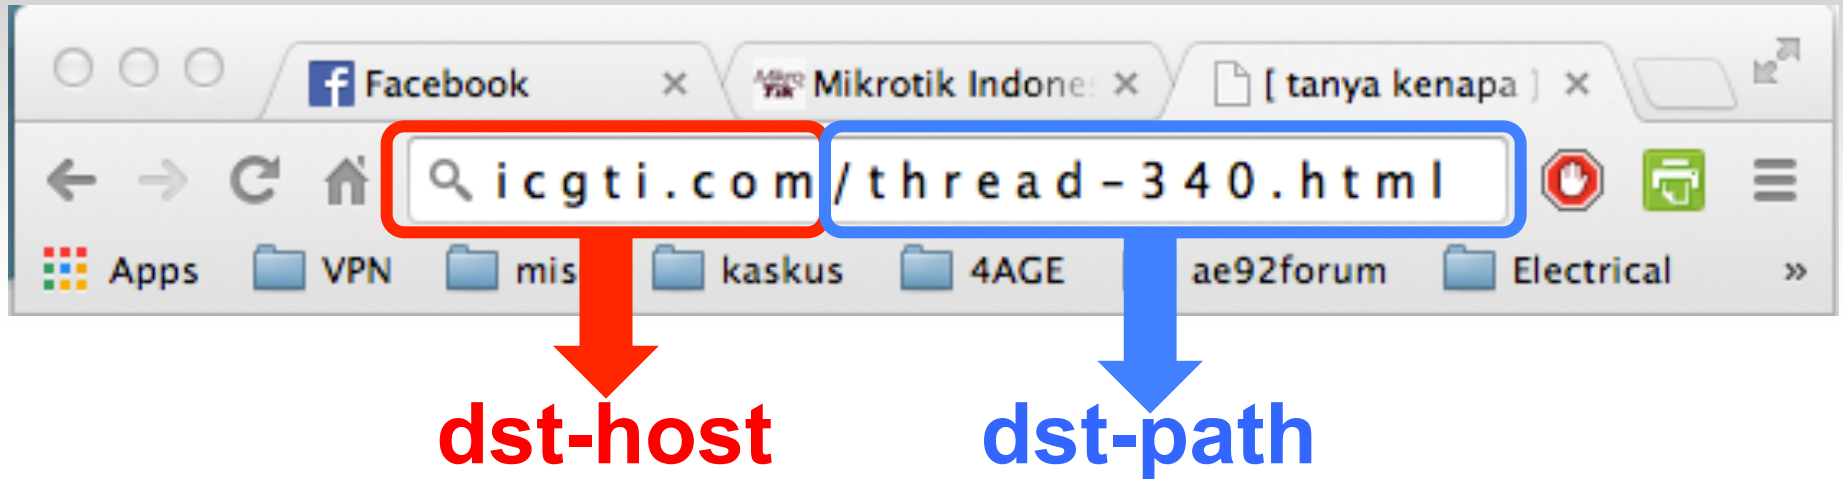 Facebook × Mikrotik Mikrotik Indone × [ tanya kenapa ] ×
icgti.com/thread-340.html
Apps VPN mis kaskus 4AGE ae92forum Electrical »
dst-host dst-path